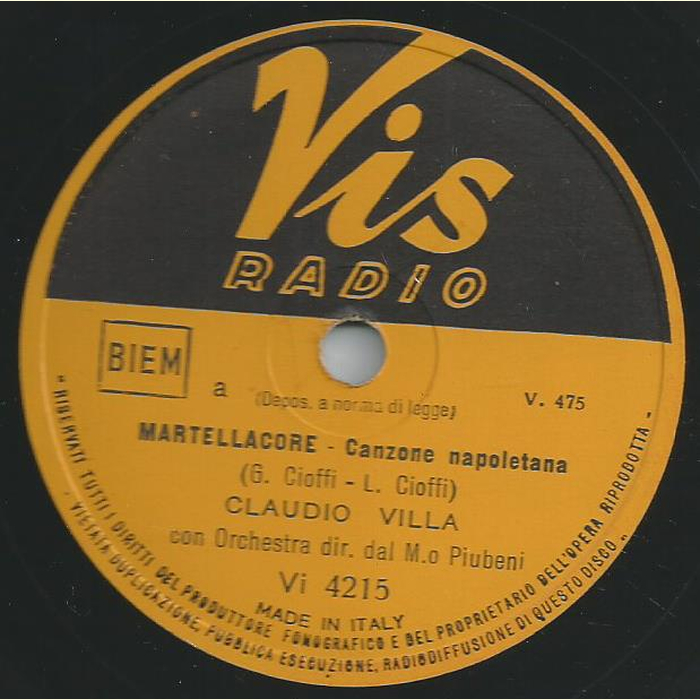 Vis
RADIO
BIEM
a
(Depos. a norma di legge)
V. 475
MARTELLACORE - Canzone napoletana
(G. Cioffi - L. Cioffi)
CLAUDIO VILLA
con Orchestra dir. dal M.o Piubeni
Vi 4215
MADE IN ITALY
"RISERVATI TUTTI I DIRITTI DEL PRODUTTORE FONOGRAFICO E DEL PROPRIETARIO DELL'OPERA RIPRODOTTA -
VIETATA DUPLICAZIONE, PUBBLICA ESECUZIONE, RADIODIFFUSIONE DI QUESTO DISCO"